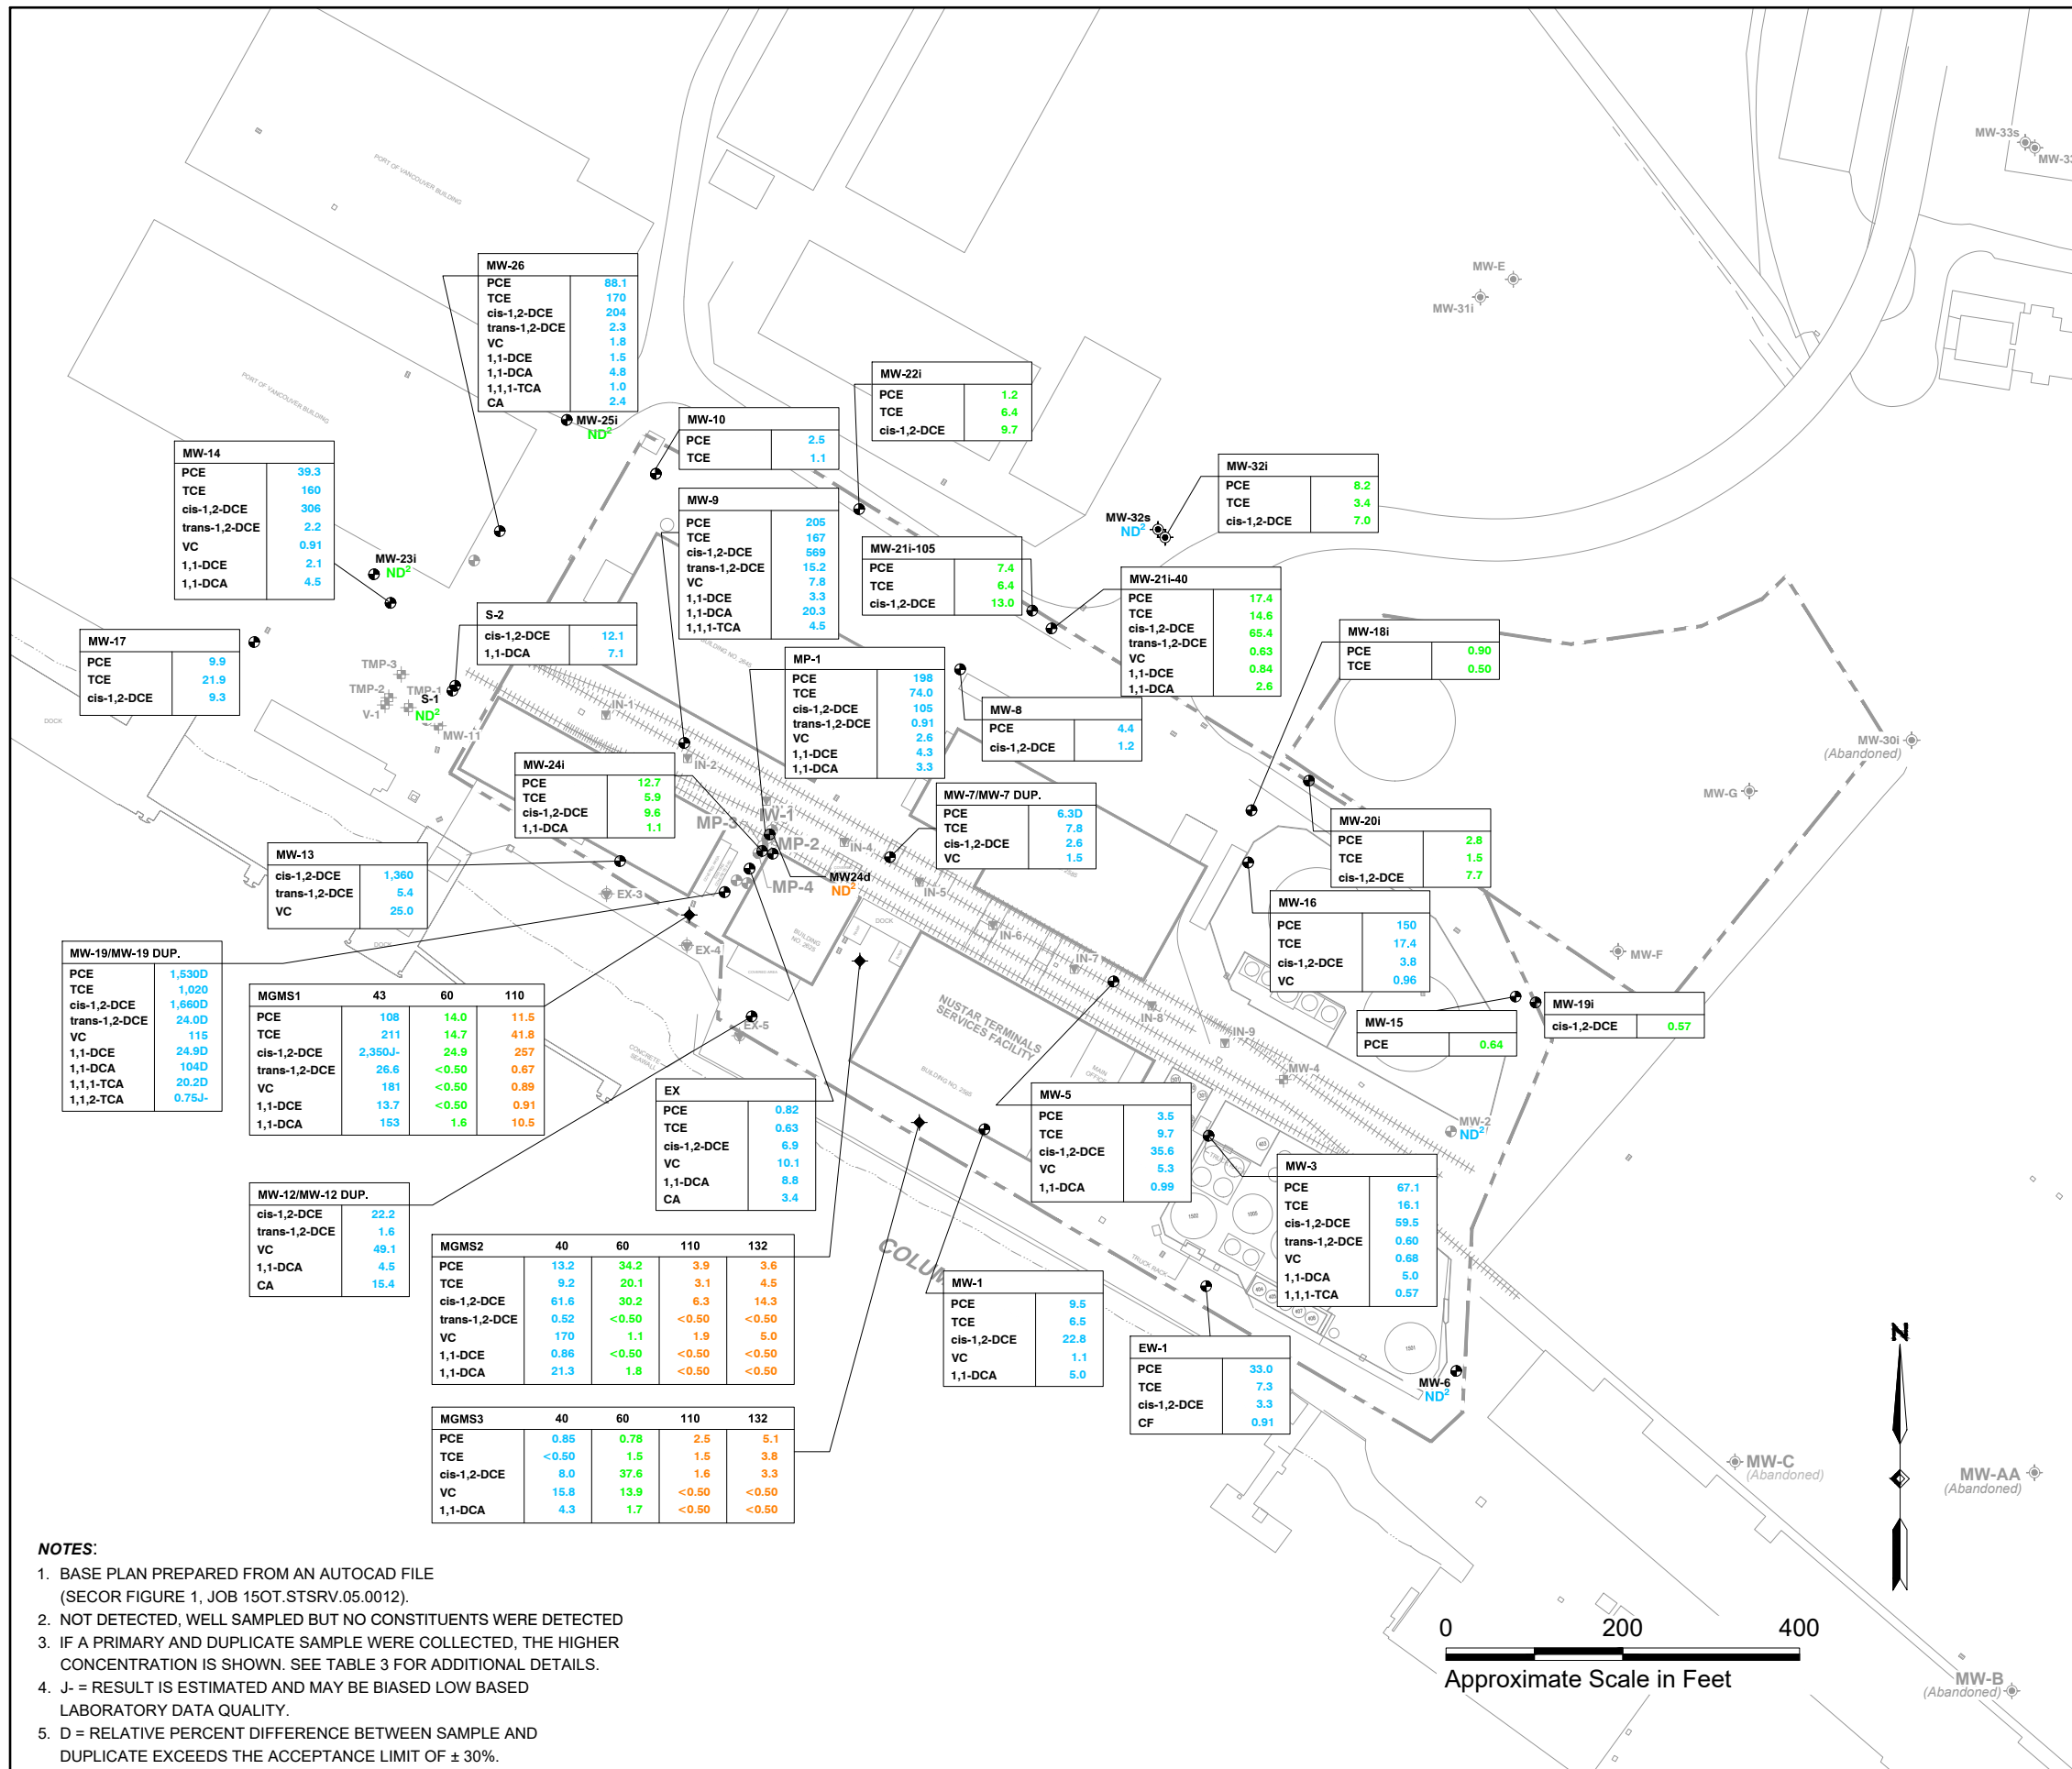 MW-33s
PORT OF VANCOUVER BUILDING
MW-E
MW-31i
MW-26
PCE 88.1
TCE 170
cis-1,2-DCE 204
trans-1,2-DCE 2.3
VC 1.8
1,1-DCE 1.5
1,1-DCA 4.8
1,1,1-TCA 1.0
CA 2.4
PORT OF VANCOUVER BUILDING
MW-25i
ND2
MW-10
PCE 2.5
TCE 1.1
MW-22i
PCE 1.2
TCE 6.4
cis-1,2-DCE 9.7
MW-14
PCE 39.3
TCE 160
cis-1,2-DCE 306
trans-1,2-DCE 2.2
VC 0.91
1,1-DCE 2.1
1,1-DCA 4.5
MW-32i
PCE 8.2
TCE 3.4
cis-1,2-DCE 7.0
MW-32s
ND2
MW-9
PCE 205
TCE 167
cis-1,2-DCE 569
trans-1,2-DCE 15.2
VC 7.8
1,1-DCE 3.3
1,1-DCA 20.3
1,1,1-TCA 4.5
MW-21i-105
PCE 7.4
TCE 6.4
cis-1,2-DCE 13.0
MW-21i-40
PCE 17.4
TCE 14.6
cis-1,2-DCE 65.4
trans-1,2-DCE
VC 0.63
1,1-DCE 0.84
1,1-DCA 2.6
MW-23i
ND2
S-2
cis-1,2-DCE 12.1
1,1-DCA 7.1
MW-17
PCE 9.9
TCE 21.9
cis-1,2-DCE 9.3
MW-18i
PCE 0.90
TCE 0.50
MP-1
PCE 198
TCE 74.0
cis-1,2-DCE 105
trans-1,2-DCE 0.91
VC 2.6
1,1-DCE 4.3
1,1-DCA 3.3
TMP-3
TMP-2
TMP-1
V-1
S-1
ND2
MW-11
DOCK
IN-1
IN-2
MW-8
PCE 4.4
cis-1,2-DCE 1.2
MW-30i
(Abandoned)
MW-G
MW-24i
PCE 12.7
TCE 5.9
cis-1,2-DCE 9.6
1,1-DCA 1.1
MW-7/MW-7 DUP.
PCE 6.3D
TCE 7.8
cis-1,2-DCE 2.6
VC 1.5
MP-3
IW-1
MP-2
MP-4
IN-4
MW24d
ND2
IN-5
IN-6
IN-7
IN-8
IN-9
MW-4
MW-20i
PCE 2.8
TCE 1.5
cis-1,2-DCE 7.7
MW-13
cis-1,2-DCE 1,360
trans-1,2-DCE 5.4
VC 25.0
EX-3
EX-4
EX-5
DOCK
DOCK
BUILDING
NO. 2625
MW-16
PCE 150
TCE 17.4
cis-1,2-DCE 3.8
VC 0.96
MW-F
MW-19/MW-19 DUP.
PCE 1,530D
TCE 1,020
cis-1,2-DCE 1,660D
trans-1,2-DCE 24.0D
VC 115
1,1-DCE 24.9D
1,1-DCA 104D
1,1,1-TCA 20.2D
1,1,2-TCA 0.75J-
MGMS1 43 60 110
PCE 108 14.0 11.5
TCE 211 14.7 41.8
cis-1,2-DCE 2,350J- 24.9 257
trans-1,2-DCE 26.6 <0.50 0.67
VC 181 <0.50 0.89
1,1-DCE 13.7 <0.50 0.91
1,1-DCA 153 1.6 10.5
NUSTAR TERMINALS
SERVICES FACILITY
MAIN
OFFICE
CONCRETE
SEAWALL
MW-15
PCE 0.64
MW-19i
cis-1,2-DCE 0.57
EX
PCE 0.82
TCE 0.63
cis-1,2-DCE 6.9
VC 10.1
1,1-DCA 8.8
CA 3.4
MW-5
PCE 3.5
TCE 9.7
cis-1,2-DCE 35.6
VC 5.3
1,1-DCA 0.99
MW-2
ND2
MW-3
PCE 67.1
TCE 16.1
cis-1,2-DCE 59.5
trans-1,2-DCE 0.60
VC 0.68
1,1-DCA 5.0
1,1,1-TCA 0.57
MW-12/MW-12 DUP.
cis-1,2-DCE 22.2
trans-1,2-DCE 1.6
VC 49.1
1,1-DCA 4.5
CA 15.4
MGMS2 40 60 110 132
PCE 13.2 34.2 3.9 3.6
TCE 9.2 20.1 3.1 4.5
cis-1,2-DCE 61.6 30.2 6.3 14.3
trans-1,2-DCE 0.52 <0.50 <0.50 <0.50
VC 170 1.1 1.9 5.0
1,1-DCE 0.86 <0.50 <0.50 <0.50
1,1-DCA 21.3 1.8 <0.50 <0.50
TRUCK RACK
MW-1
PCE 9.5
TCE 6.5
cis-1,2-DCE 22.8
VC 1.1
1,1-DCA 5.0
EW-1
PCE 33.0
TCE 7.3
cis-1,2-DCE 3.3
CF 0.91
1502
1005
1501
MW-6
ND2
MGMS3 40 60 110 132
PCE 0.85 0.78 2.5 5.1
TCE <0.50 1.5 1.5 3.8
cis-1,2-DCE 8.0 37.6 1.6 3.3
VC 15.8 13.9 <0.50 <0.50
1,1-DCA 4.3 1.7 <0.50 <0.50
N
MW-C
(Abandoned)
MW-AA
(Abandoned)
MW-B
(Abandoned)
NOTES:
1. BASE PLAN PREPARED FROM AN AUTOCAD FILE
(SECOR FIGURE 1, JOB 15OT.STSRV.05.0012).
2. NOT DETECTED, WELL SAMPLED BUT NO CONSTITUENTS WERE DETECTED
3. IF A PRIMARY AND DUPLICATE SAMPLE WERE COLLECTED, THE HIGHER
CONCENTRATION IS SHOWN. SEE TABLE 3 FOR ADDITIONAL DETAILS.
4. J- = RESULT IS ESTIMATED AND MAY BE BIASED LOW BASED
LABORATORY DATA QUALITY.
5. D = RELATIVE PERCENT DIFFERENCE BETWEEN SAMPLE AND
DUPLICATE EXCEEDS THE ACCEPTANCE LIMIT OF ± 30%.
0 200 400
Approximate Scale in Feet